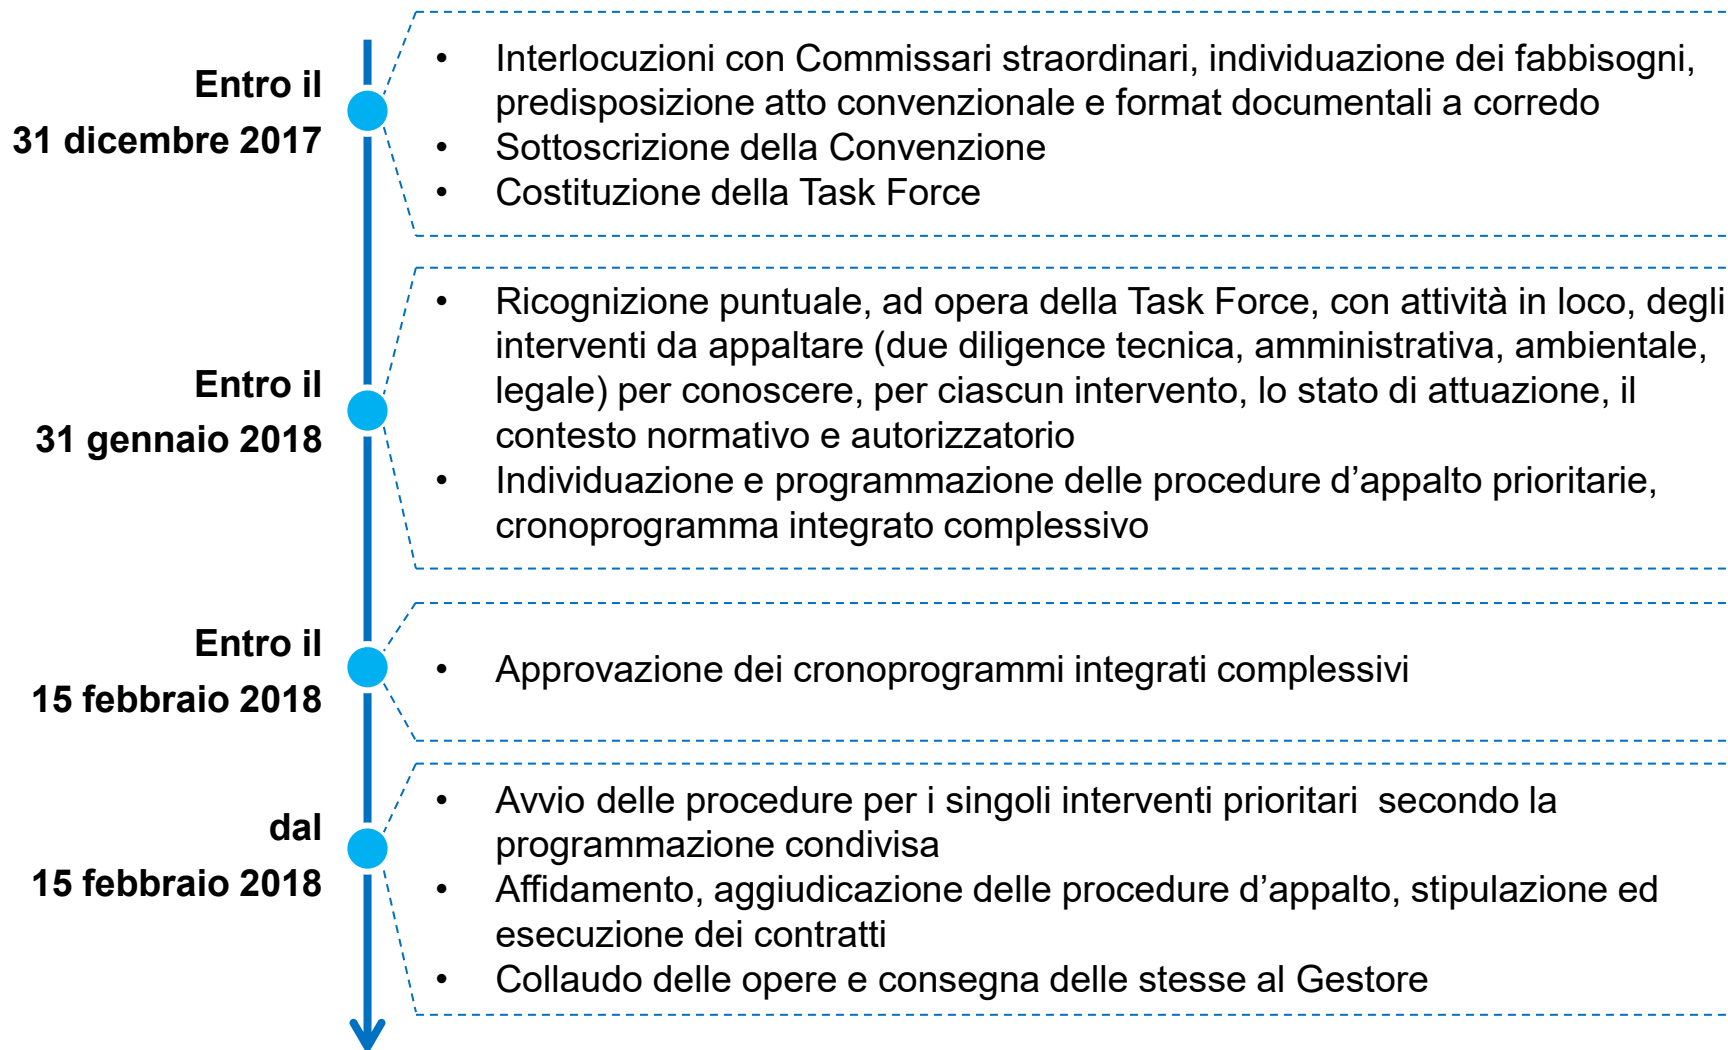 Entro il
31 dicembre 2017
• Interlocuzioni con Commissari straordinari, individuazione dei fabbisogni,
predisposizione atto convenzionale e format documentali a corredo
• Sottoscrizione della Convenzione
• Costituzione della Task Force
Entro il
31 gennaio 2018
• Ricognizione puntuale, ad opera della Task Force, con attività in loco, degli
interventi da appaltare (due diligence tecnica, amministrativa, ambientale,
legale) per conoscere, per ciascun intervento, lo stato di attuazione, il
contesto normativo e autorizzatorio
• Individuazione e programmazione delle procedure d’appalto prioritarie,
cronoprogramma integrato complessivo
Entro il
15 febbraio 2018
• Approvazione dei cronoprogrammi integrati complessivi
dal
15 febbraio 2018
• Avvio delle procedure per i singoli interventi prioritari  secondo la
programmazione condivisa
• Affidamento, aggiudicazione delle procedure d’appalto, stipulazione ed
esecuzione dei contratti
• Collaudo delle opere e consegna delle stesse al Gestore